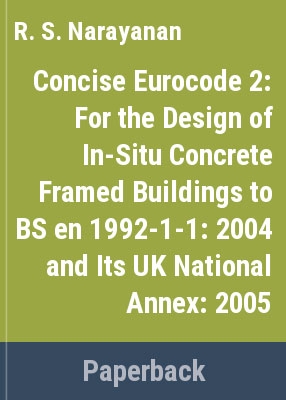 R. S. Narayanan
Concise Eurocode 2:
For the Design of
In-Situ Concrete
Framed Buildings to
BS en 1992-1-1: 2004
and Its UK National
Annex: 2005
Paperback